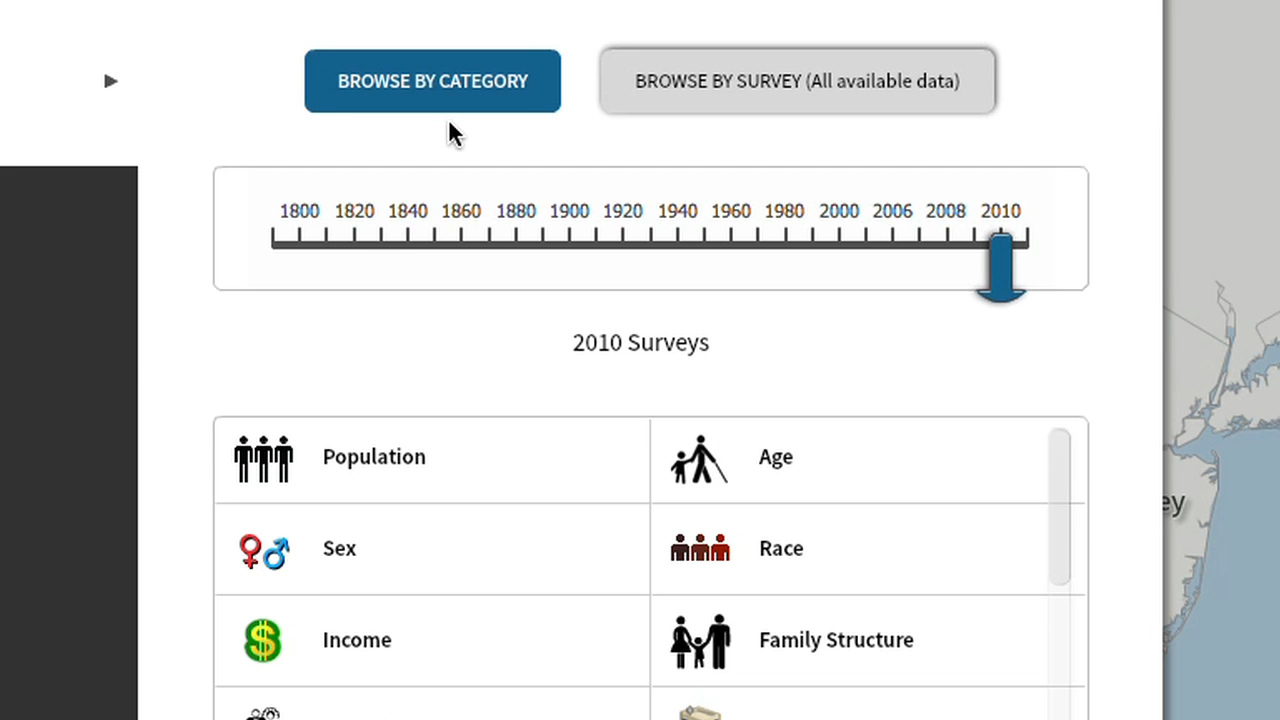 BROWSE BY CATEGORY
BROWSE BY SURVEY (All available data)
1800 1820 1840 1860 1880 1900 1920 1940 1960 1980 2000 2006 2008 2010
2010 Surveys
Population
Age
Sex
Race
Income
Family Structure
ey